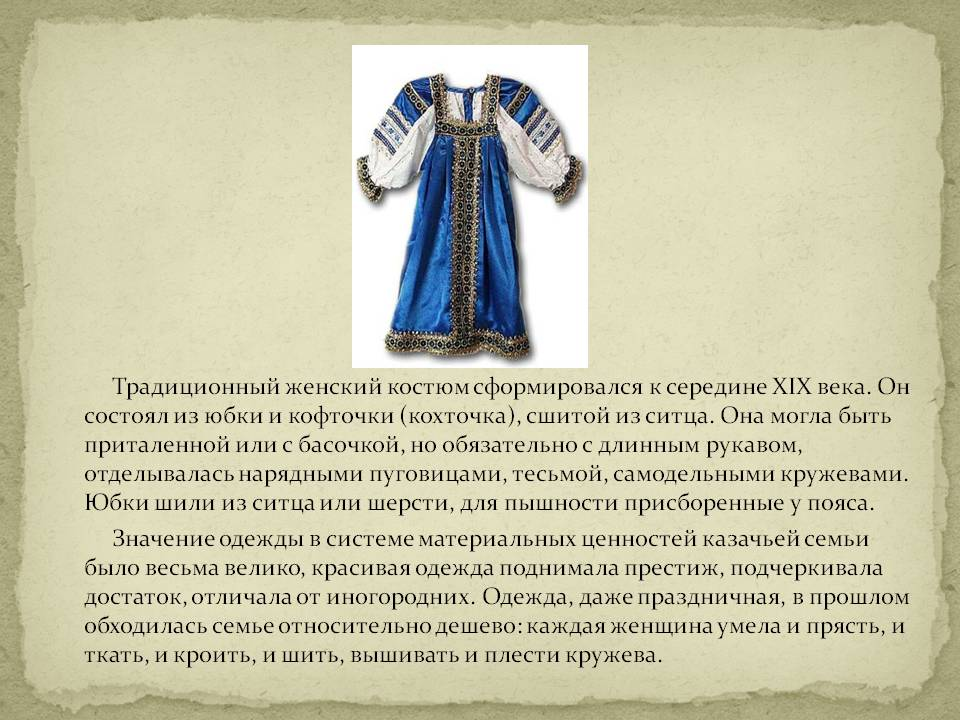 Традиционный женский костюм сформировался к середине XIX века. Он
состоял из юбки и кофточки (кохточка), сшитой из ситца. Она могла быть
приталенной или с басочкой, но обязательно с длинным рукавом,
отделывалась нарядными пуговицами, тесьмой, самодельными кружевами.
Юбки шили из ситца или шерсти, для пышности присборенные у пояса.
Значение одежды в системе материальных ценностей казачьей семьи
было весьма велико, красивая одежда поднимала престиж, подчеркивала
достаток, отличала от иногородних. Одежда, даже праздничная, в прошлом
обходилась семье относительно дешево: каждая женщина умела и прясть, и
ткать, и кроить, и шить, вышивать и плести кружева.